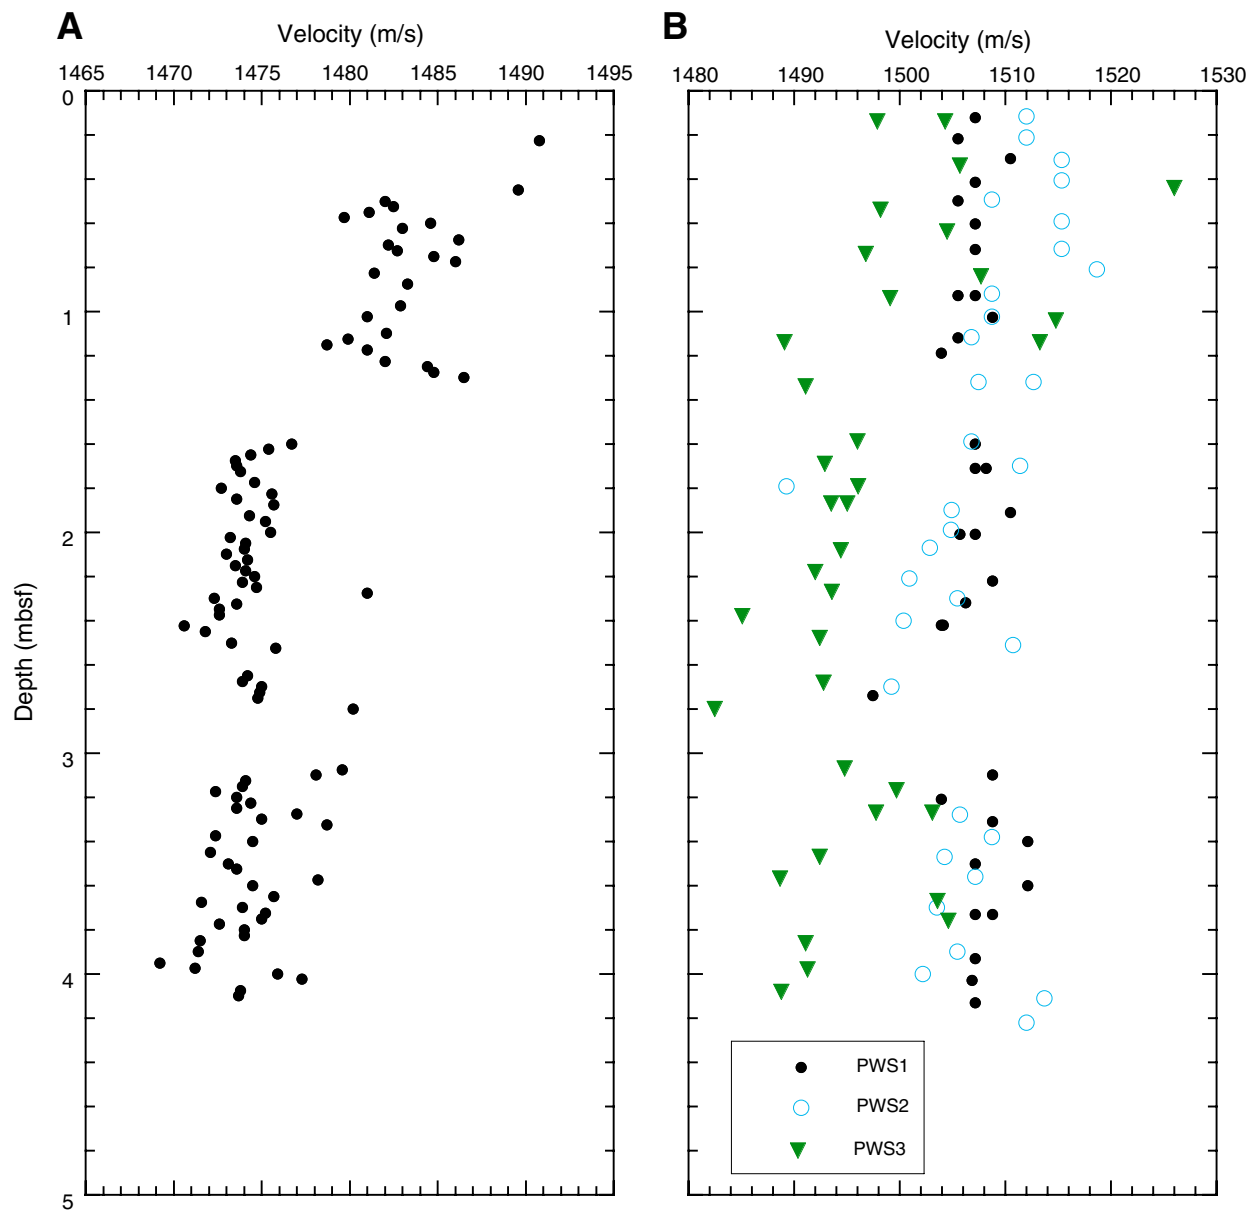 A
Velocity (m/s)
1465 1470 1475 1480 1485 1490 1495
0
1
2
3
4
5
Depth (mbsf)
B
Velocity (m/s)
1480 1490 1500 1510 1520 1530
PWS1
PWS2
PWS3